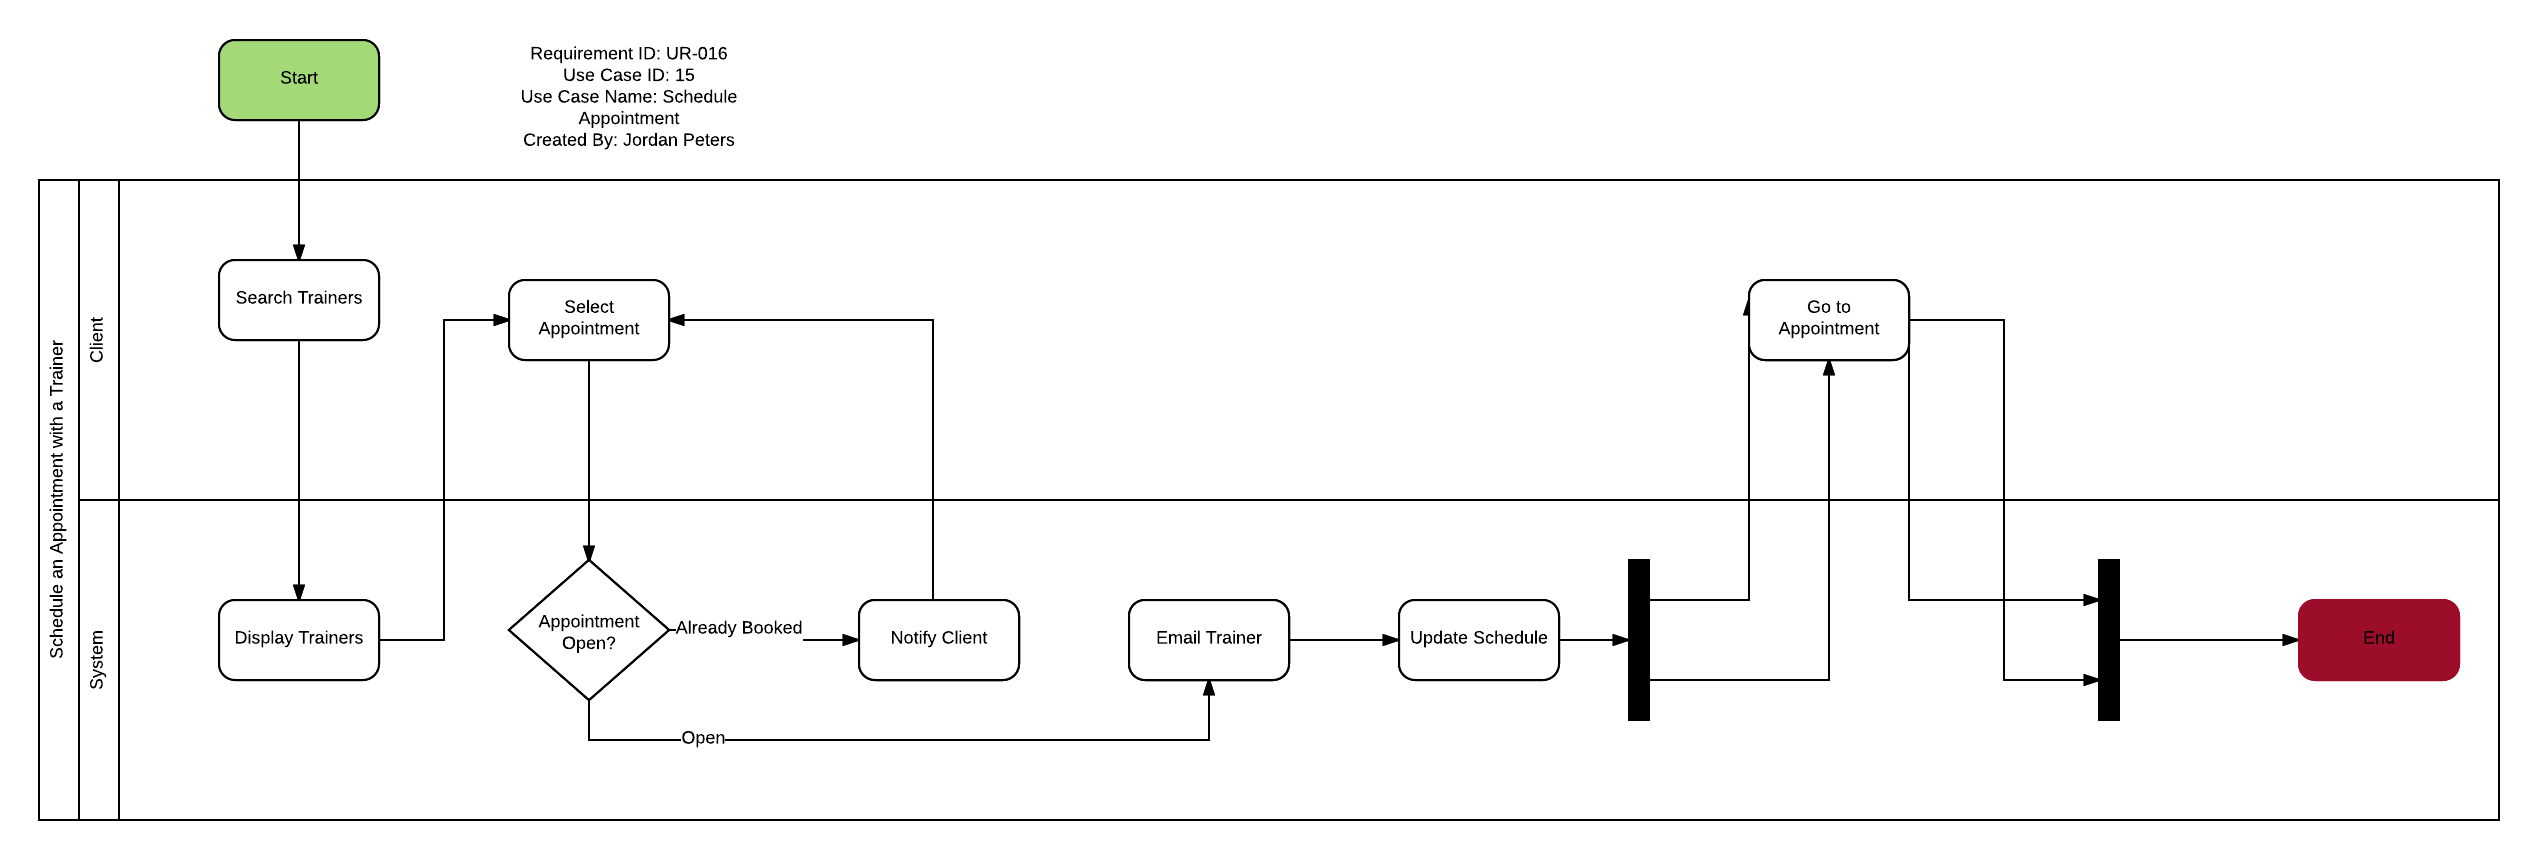 Start
Requirement ID: UR-016
Use Case ID: 15
Use Case Name: Schedule
Appointment
Created By: Jordan Peters
Schedule an Appointment with a Trainer
Client
Search Trainers
Select
Appointment
Go to
Appointment
System
Display Trainers
Appointment
Open?
Already Booked
Notify Client
Email Trainer
Update Schedule
End
Open